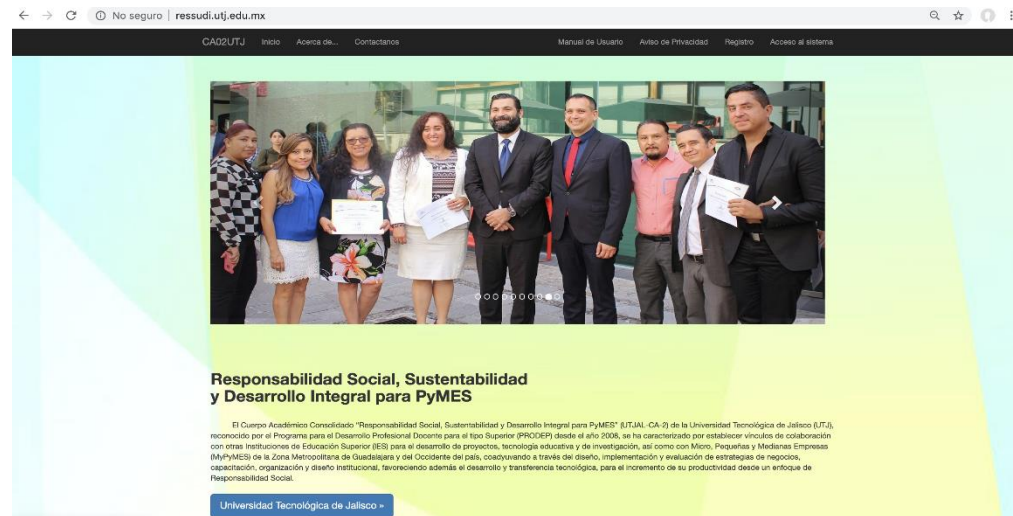 No seguro | ressudi.utj.edu.mx
CA02UTJ Inicio Acerca de... Contactanos Manual de Usuario Aviso de Privacidad Registro Acceso al sistema
Responsabilidad Social, Sustentabilidad
y Desarrollo Integral para PyMES
El Cuerpo Académico Consolidado "Responsabilidad Social, Sustentabilidad y Desarrollo Integral para PyMES" (UTJAL-CA-2) de la Universidad Tecnológica de Jalisco (UTJ),
reconocido por el Programa para el Desarrollo Profesional Docente para el tipo Superior (PRODEP) desde el año 2008, se ha caracterizado por establecer vínculos de colaboración
con otras Instituciones de Educación Superior (IES) para el desarrollo de proyectos, tecnología educativa y de investigación, así como con Micro, Pequeñas y Medianas Empresas
(MyPyMES) de la Zona Metropolitana de Guadalajara y del Occidente del país, coadyuvando a través del diseño, implementación y evaluación de estrategias de negocios,
capacitación, organización y diseño institucional, favoreciendo además el desarrollo y transferencia tecnológica, para el incremento de su productividad desde un enfoque de
Responsabilidad Social.
Universidad Tecnológica de Jalisco »